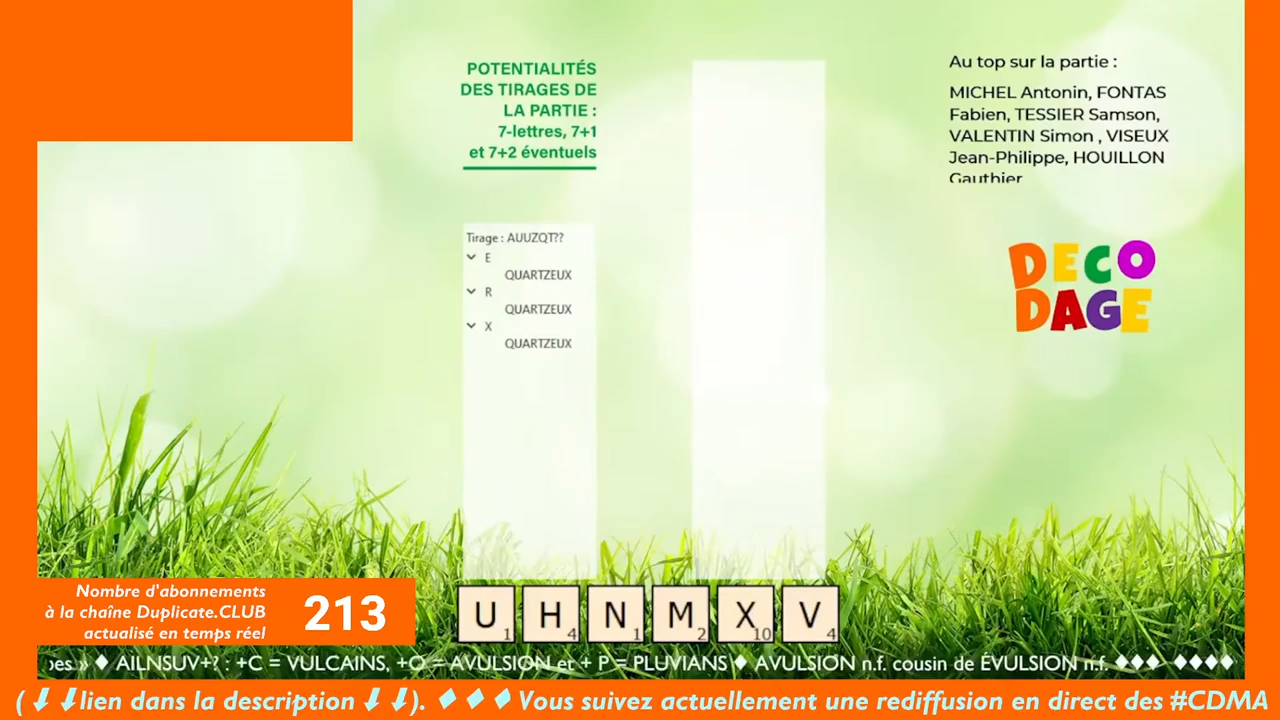 POTENTIALITÉS
DES TIRAGES DE
LA PARTIE :
7-lettres, 7+1
et 7+2 éventuels
Tirage : AUUZQT??
E
QUARTZEUX
R
QUARTZEUX
X
QUARTZEUX
Au top sur la partie :
MICHEL Antonin, FONTAS
Fabien, TESSIER Samson,
VALENTIN Simon , VISEUX
Jean-Philippe, HOUILLON
Gauthier
DECO
DAGE
U1 H4 N1 M2 X10 V4
Nombre d'abonnements
à la chaîne Duplicate.CLUB
actualisé en temps réel
213
» ♦ AILNSUV+? : +C = VULCAINS, +O = AVULSION et + P = PLUVIANS ♦ AVULSION n.f. cousin de ÉVULSION n.f. ♦♦♦ ♦♦♦♦
( ⬇ ⬇lien dans la description ⬇ ⬇). ♦ ♦ ♦ Vous suivez actuellement une rediffusion en direct des #CDMA